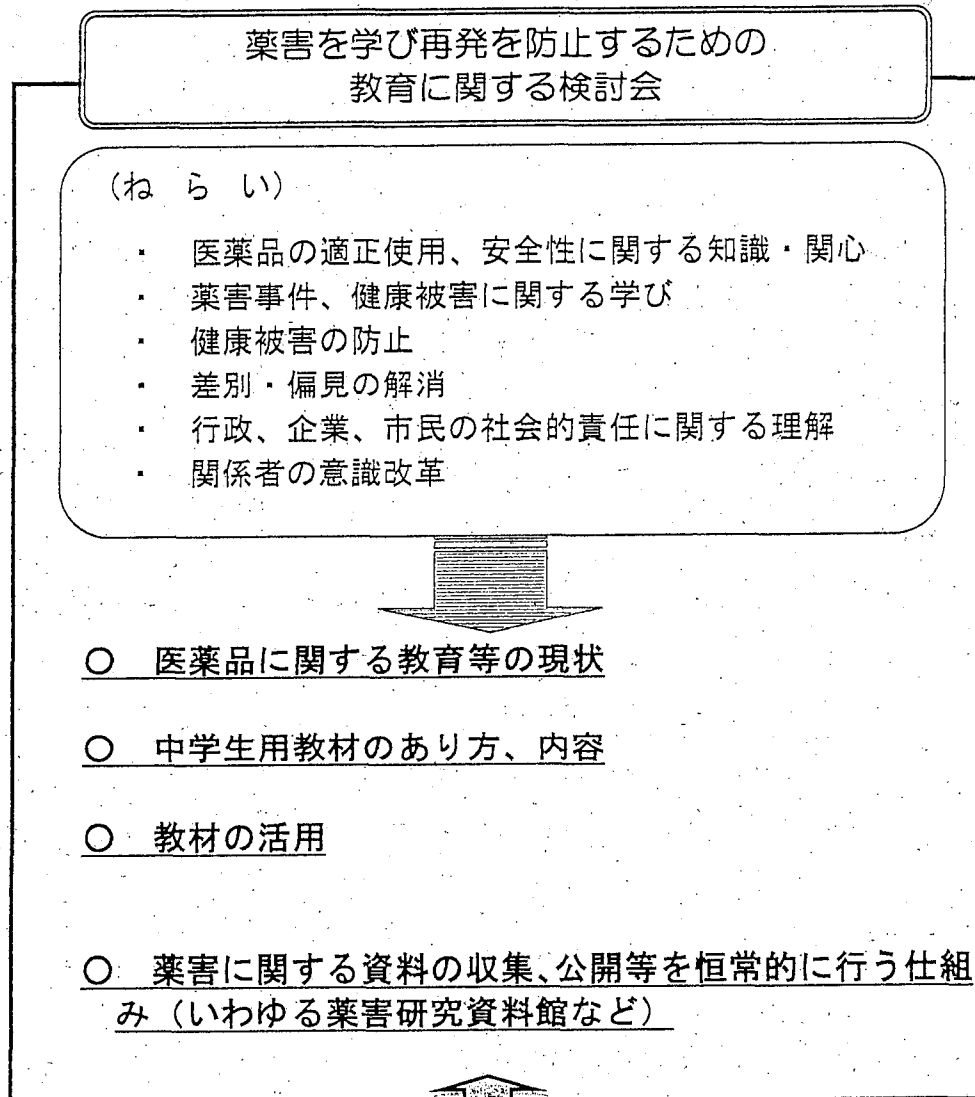 薬害を学び再発を防止するための
教育に関する検討会
（ね　ら　い）
・　医薬品の適正使用、安全性に関する知識・関心
・　薬害事件、健康被害に関する学び
・　健康被害の防止
・　差別・偏見の解消
・　行政、企業、市民の社会的責任に関する理解
・　関係者の意識改革
○　医薬品に関する教育等の現状
○　中学生用教材のあり方、内容
○　教材の活用
○　薬害に関する資料の収集、公開等を恒常的に行う仕組
み（いわゆる薬害研究資料館など）